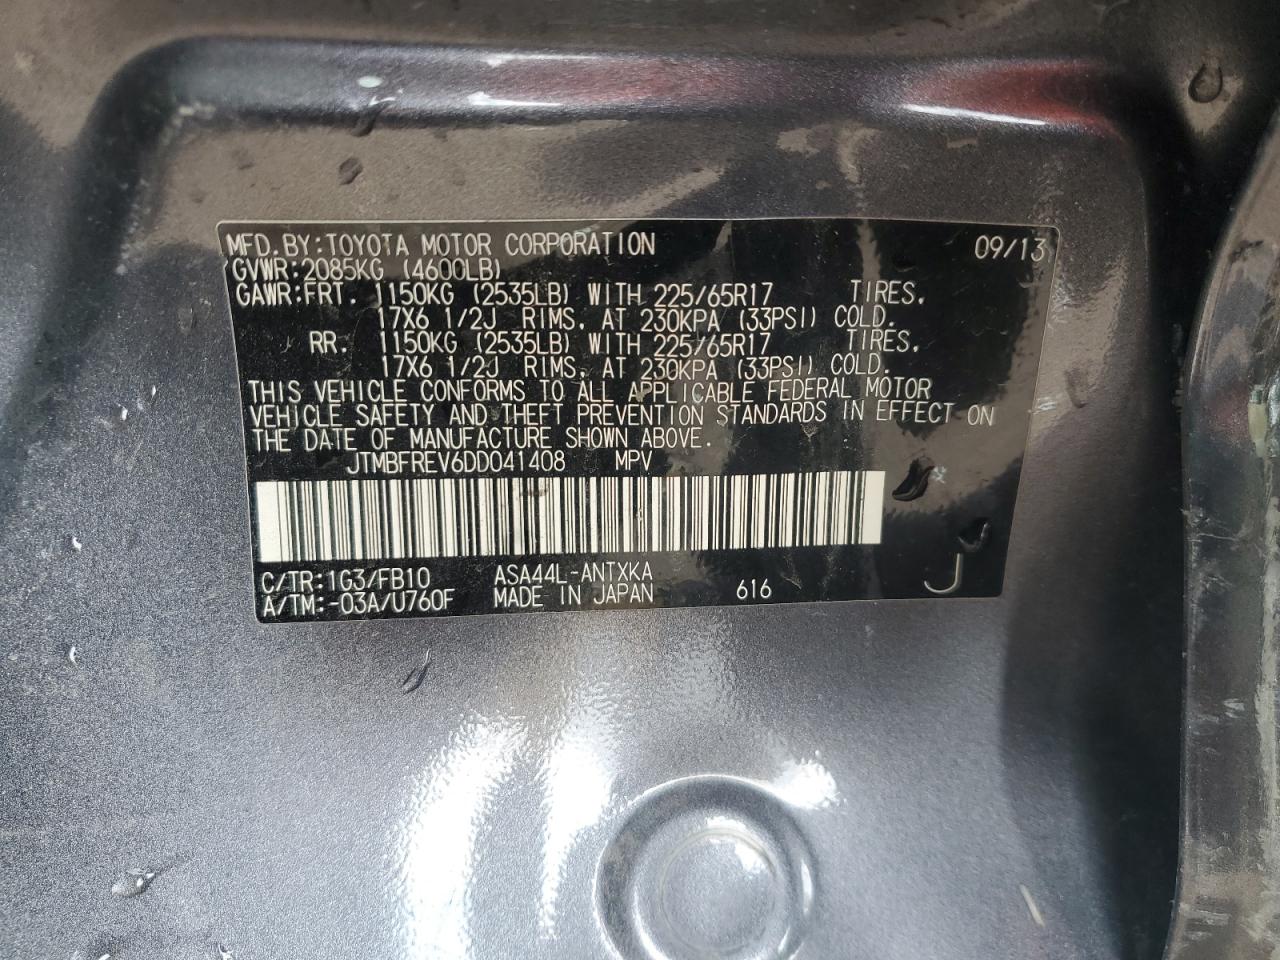 MFD.BY:TOYOTA MOTOR CORPORATION 09/13
GVWR:2085KG (4600LB)
GAWR:FRT. 1150KG (2535LB) WITH 225/65R17 TIRES,
17X6 1/2J RIMS, AT 230KPA (33PSI) COLD.
RR. 1150KG (2535LB) WITH 225/65R17 TIRES,
17X6 1/2J RIMS, AT 230KPA (33PSI) COLD.
THIS VEHICLE CONFORMS TO ALL APPLICABLE FEDERAL MOTOR
VEHICLE SAFETY AND THEFT PREVENTION STANDARDS IN EFFECT ON
THE DATE OF MANUFACTURE SHOWN ABOVE.
JTMBFREV6DD041408 MPV
C/TR:1G3/FB10 ASA44L-ANTXKA
A/TM:-03A/U760F MADE IN JAPAN 616 J